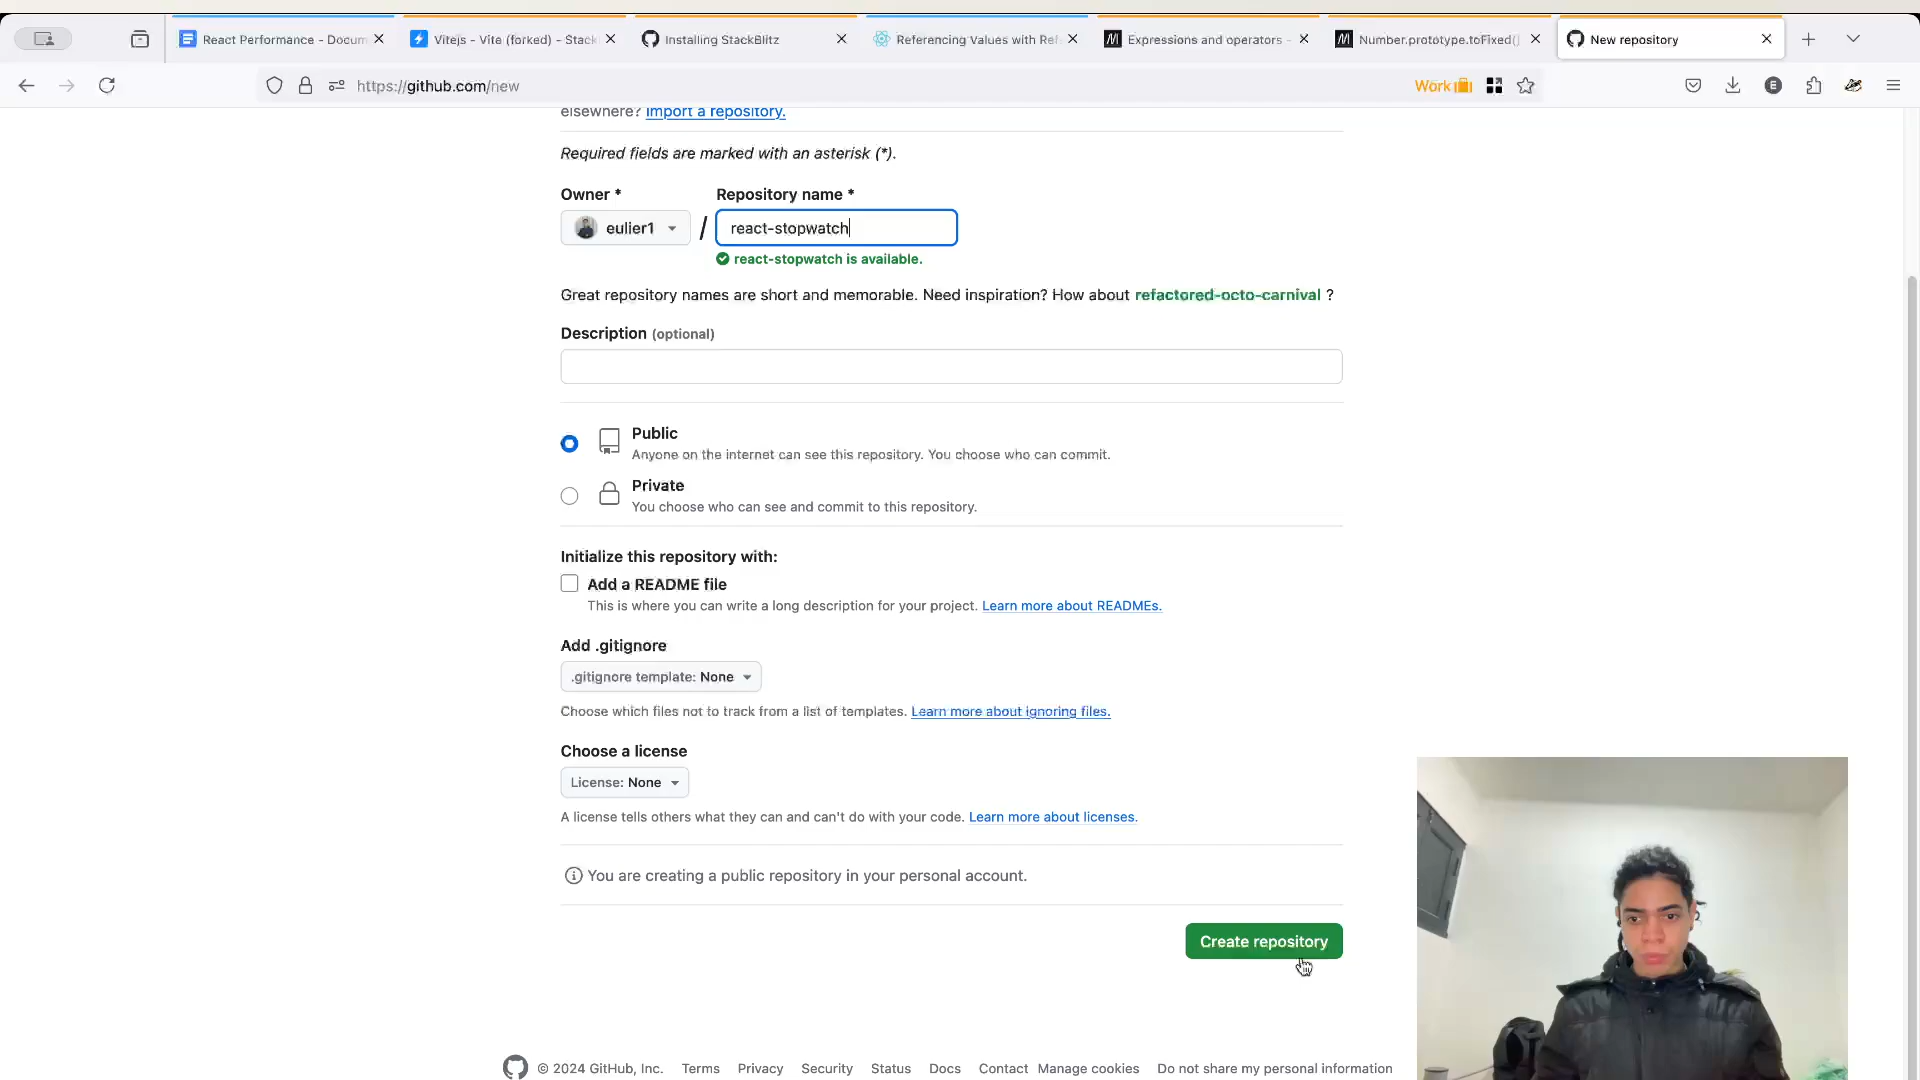 React Performance - Docum
Vitejs - Vite (forked) - Stack
Installing StackBlitz
Referencing Values with Ref
Expressions and operators -
Number.prototype.toFixed()
New repository
https://github.com/new
Work
E
elsewhere? Import a repository.
Required fields are marked with an asterisk (*).
Owner *
Repository name *
eulier1
/
react-stopwatch
react-stopwatch is available.
Great repository names are short and memorable. Need inspiration? How about refactored-octo-carnival ?
Description (optional)
Public
Anyone on the internet can see this repository. You choose who can commit.
Private
You choose who can see and commit to this repository.
Initialize this repository with:
Add a README file
This is where you can write a long description for your project. Learn more about READMEs.
Add .gitignore
.gitignore template: None
Choose which files not to track from a list of templates. Learn more about ignoring files.
Choose a license
License: None
A license tells others what they can and can't do with your code. Learn more about licenses.
You are creating a public repository in your personal account.
Create repository
© 2024 GitHub, Inc. Terms Privacy Security Status Docs Contact Manage cookies Do not share my personal information